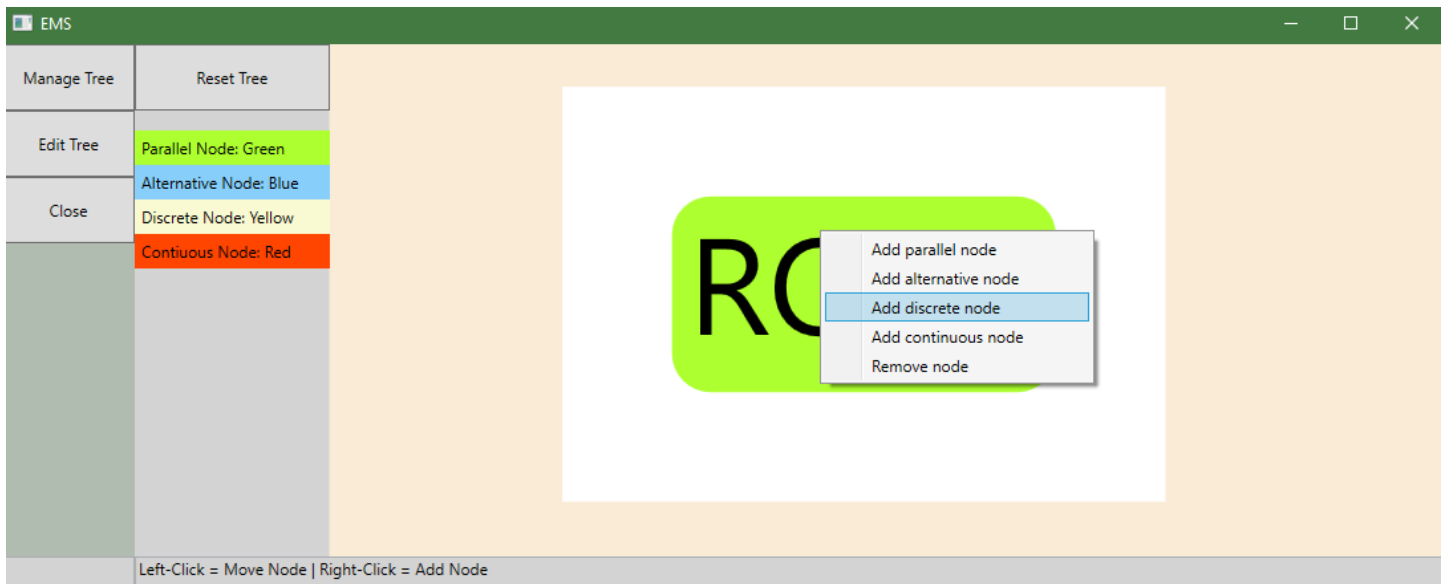 EMS
Manage Tree
Reset Tree
Edit Tree
Close
Parallel Node: Green
Alternative Node: Blue
Discrete Node: Yellow
Contiuous Node: Red
Add parallel node
Add alternative node
Add discrete node
Add continuous node
Remove node
Left-Click = Move Node | Right-Click = Add Node